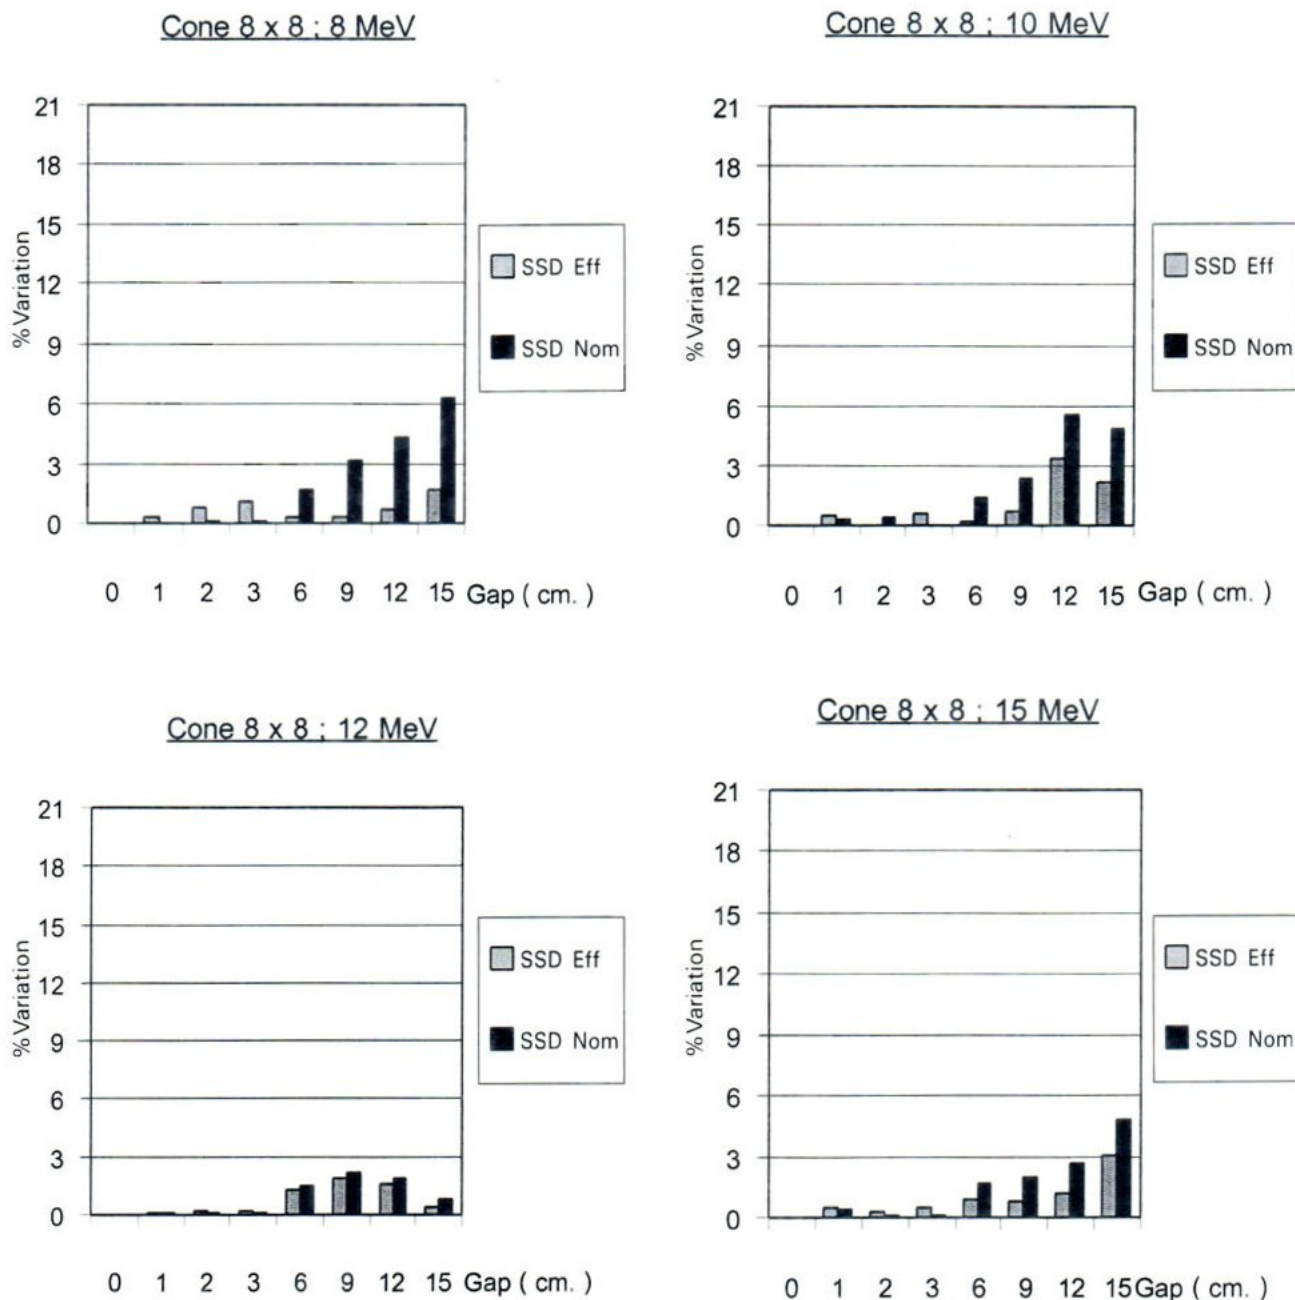 Cone 8 x 8 ; 8 MeV
21
18
15
12
9
6
3
0
% Variation
SSD Eff
SSD Nom
0 1 2 3 6 9 12 15 Gap ( cm. )
Cone 8 x 8 ; 10 MeV
21
18
15
12
9
6
3
0
% Variation
SSD Eff
SSD Nom
0 1 2 3 6 9 12 15 Gap ( cm. )
Cone 8 x 8 ; 12 MeV
21
18
15
12
9
6
3
0
% Variation
SSD Eff
SSD Nom
0 1 2 3 6 9 12 15 Gap ( cm. )
Cone 8 x 8 ; 15 MeV
21
18
15
12
9
6
3
0
% Variation
SSD Eff
SSD Nom
0 1 2 3 6 9 12 15 Gap ( cm. )